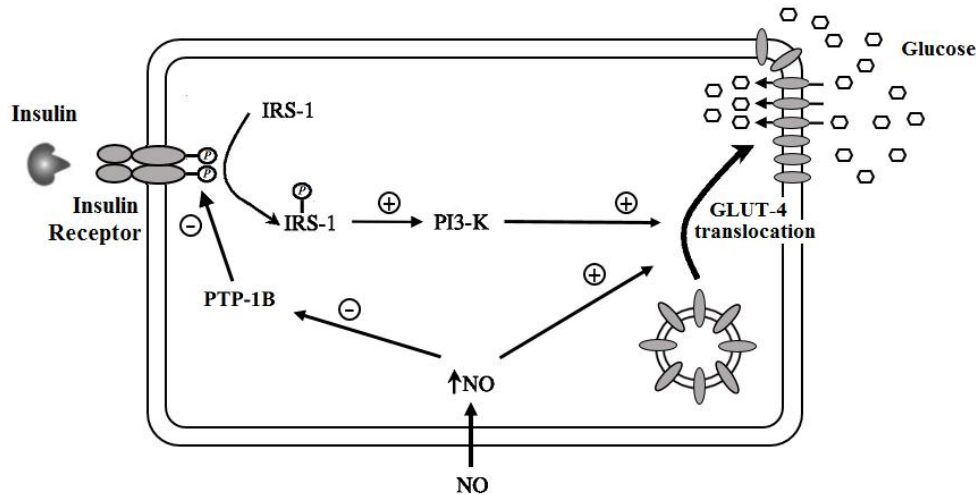 Glucose
Insulin
IRS-1
P
P
Insulin
Receptor
−
P
IRS-1
+
PI3-K
+
GLUT-4
translocation
PTP-1B
−
+
↑NO
NO